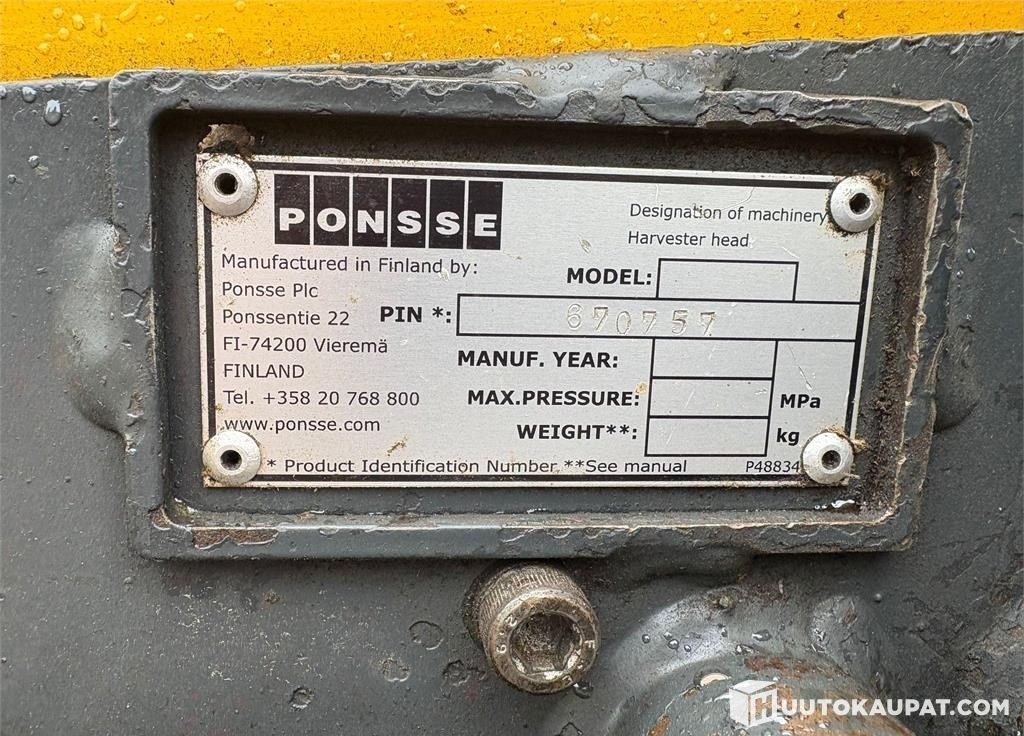 PONSSE
Designation of machinery
Harvester head
Manufactured in Finland by:
Ponsse Plc
Ponssentie 22
FI-74200 Vieremä
FINLAND
Tel. +358 20 768 800
www.ponsse.com
MODEL:
PIN *: 670757
MANUF. YEAR:
MAX.PRESSURE: MPa
WEIGHT**: kg
* Product Identification Number **See manual P48834
HUUTOKAUPAT.COM